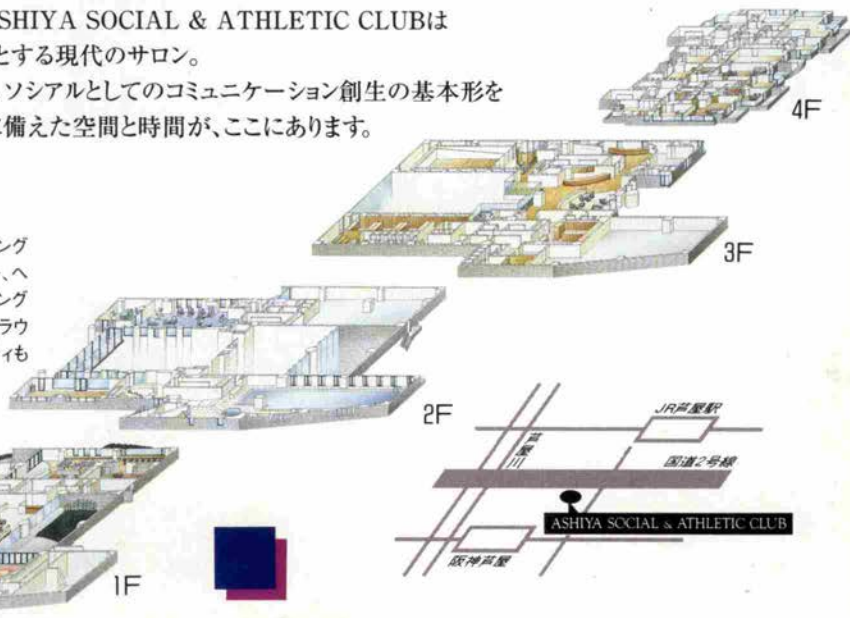 SHIYA SOCIAL & ATHLETIC CLUBは
とする現代のサロン。
ソシアルとしてのコミュニケーション創生の基本形を
備えた空間と時間が、ここにあります。
4F
3F
ング
、ヘ
ング
ラウ
ィも
2F
1F
JR芦屋駅
芦屋川
国道2号線
ASHIYA SOCIAL & ATHLETIC CLUB
阪神芦屋